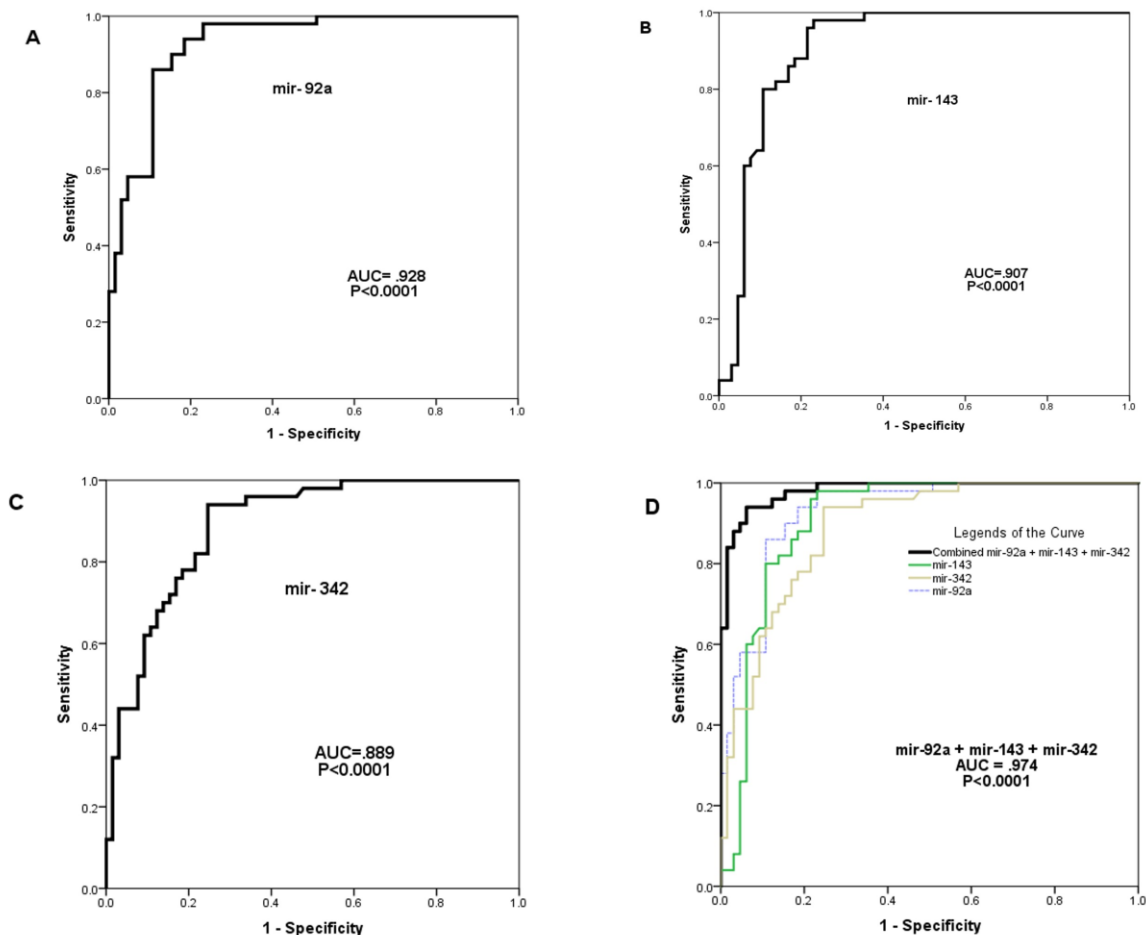 A
1.0
0.8
0.6
0.4
0.2
0.0
Sensitivity
mir- 92a
AUC= .928
P<0.0001
0.0 0.2 0.4 0.6 0.8 1.0
1 - Specificity
B
1.0
0.8
0.6
0.4
0.2
0.0
Sensitivity
mir- 143
AUC=.907
P<0.0001
0.0 0.2 0.4 0.6 0.8 1.0
1 - Specificity
C
1.0
0.8
0.6
0.4
0.2
0.0
Sensitivity
mir- 342
AUC=.889
P<0.0001
0.0 0.2 0.4 0.6 0.8 1.0
1 - Specificity
D
1.0
0.8
0.6
0.4
0.2
0.0
Sensitivity
Legends of the Curve
Combined mir-92a + mir-143 + mir-342
mir-143
mir-342
mir-92a
mir-92a + mir-143 + mir-342
AUC = .974
P<0.0001
0.0 0.2 0.4 0.6 0.8 1.0
1 - Specificity